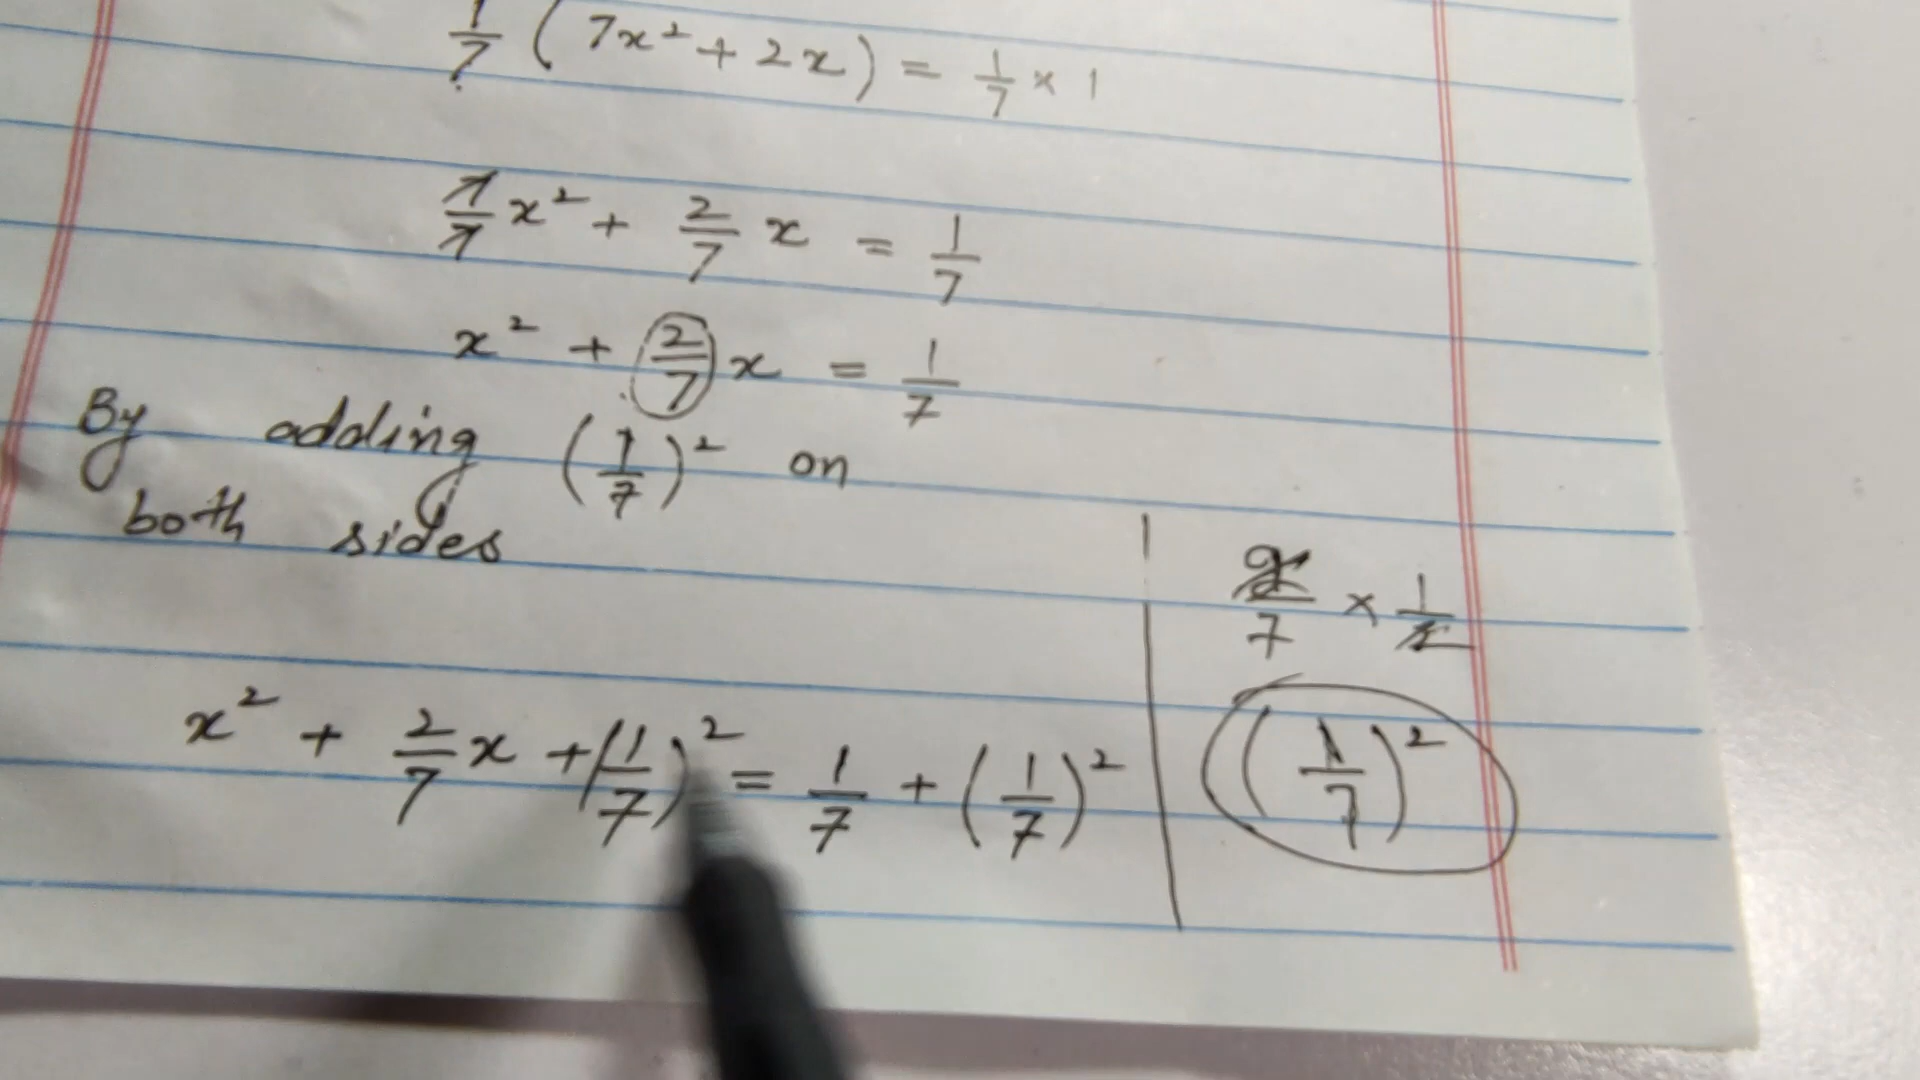 1/7 ( 7x² + 2x ) = 1/7 × 1
7/7 x² + 2/7 x = 1/7
x² + 2/7 x = 1/7
By adding (1/7)² on
both sides
x² + 2/7 x + (1/7)² = 1/7 + (1/7)²
2/7 × 1/2
(1/7)²